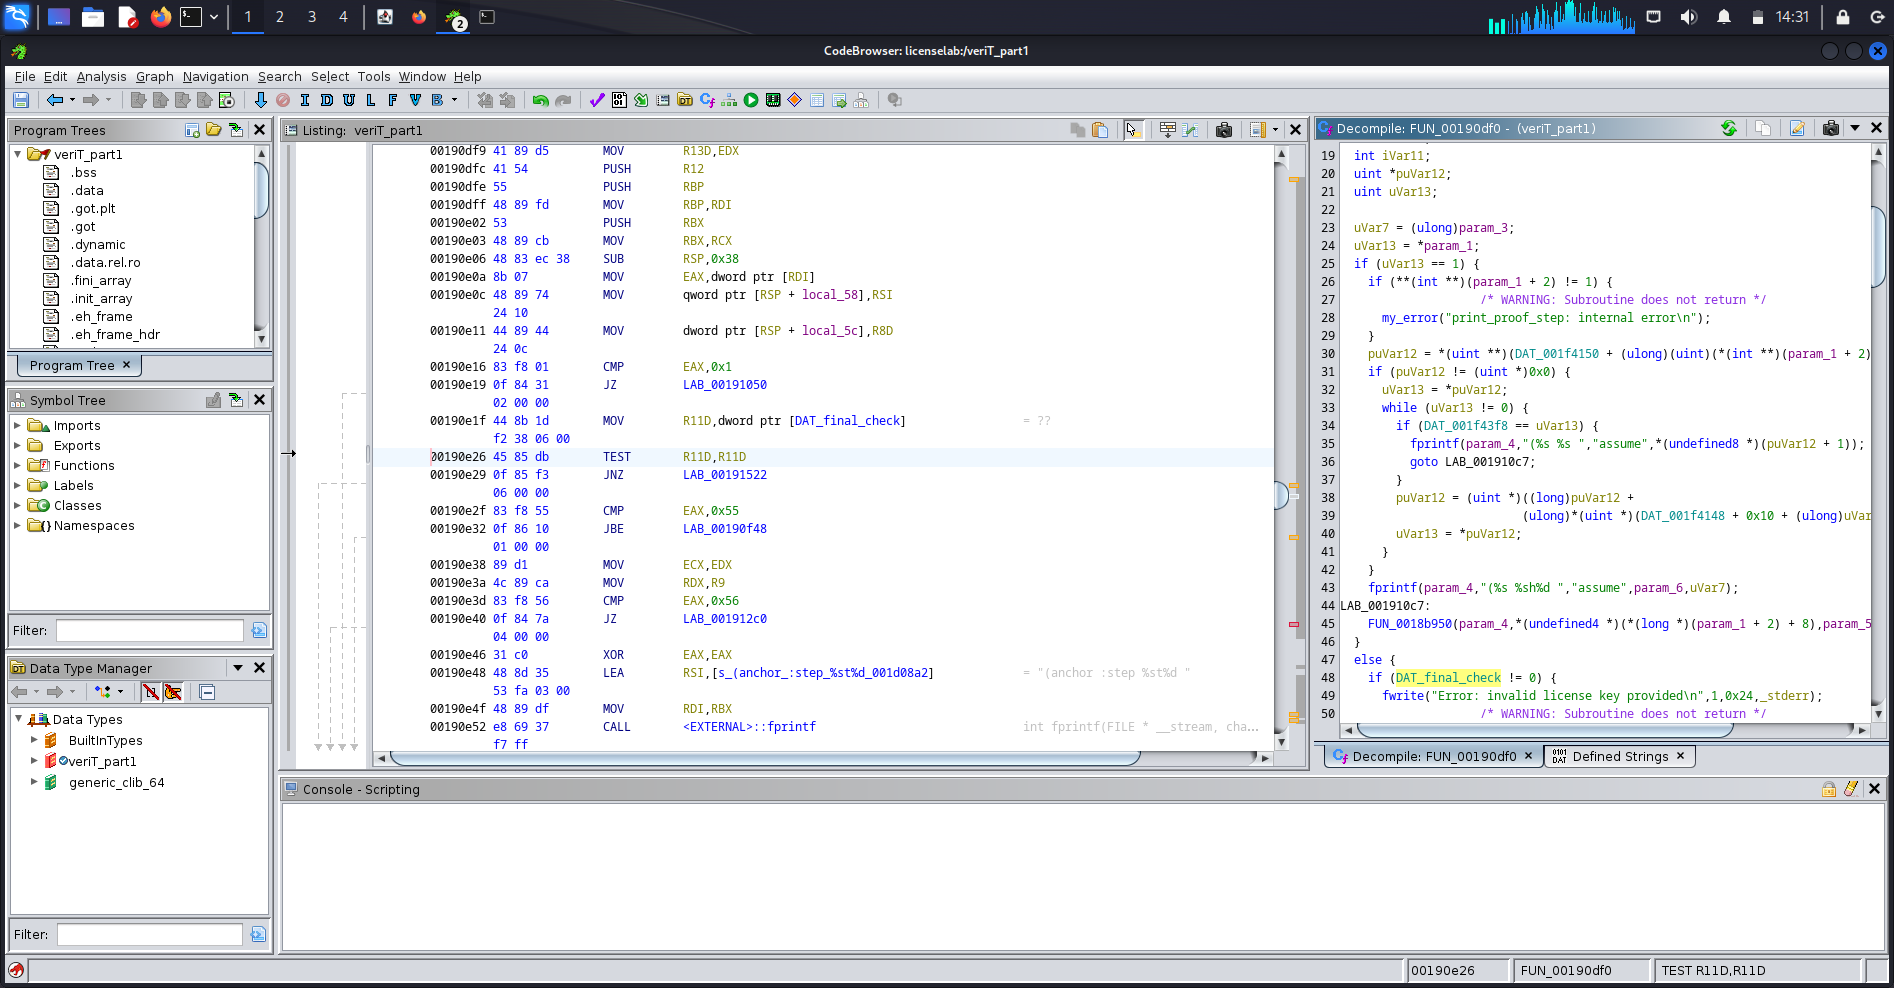 1 2 3 4 2 14:31
CodeBrowser: licenselab:/veriT_part1
File Edit Analysis Graph Navigation Search Select Tools Window Help
I D U L F V B
Program Trees
veriT_part1
.bss
.data
.got.plt
.got
.dynamic
.data.rel.ro
.fini_array
.init_array
.eh_frame
.eh_frame_hdr
Program Tree ×
Symbol Tree
Imports
Exports
Functions
Labels
Classes
Namespaces
Filter:
Data Type Manager
Data Types
BuiltInTypes
veriT_part1
generic_clib_64
Filter:
Listing: veriT_part1
00190df9 41 89 d5 MOV R13D,EDX
00190dfc 41 54 PUSH R12
00190dfe 55 PUSH RBP
00190dff 48 89 fd MOV RBP,RDI
00190e02 53 PUSH RBX
00190e03 48 89 cb MOV RBX,RCX
00190e06 48 83 ec 38 SUB RSP,0x38
00190e0a 8b 07 MOV EAX,dword ptr [RDI]
00190e0c 48 89 74 MOV qword ptr [RSP + local_58],RSI
24 10
00190e11 44 89 44 MOV dword ptr [RSP + local_5c],R8D
24 0c
00190e16 83 f8 01 CMP EAX,0x1
00190e19 0f 84 31 JZ LAB_00191050
02 00 00
00190e1f 44 8b 1d MOV R11D,dword ptr [DAT_final_check] = ??
f2 38 06 00
00190e26 45 85 db TEST R11D,R11D
00190e29 0f 85 f3 JNZ LAB_00191522
06 00 00
00190e2f 83 f8 55 CMP EAX,0x55
00190e32 0f 86 10 JBE LAB_00190f48
01 00 00
00190e38 89 d1 MOV ECX,EDX
00190e3a 4c 89 ca MOV RDX,R9
00190e3d 83 f8 56 CMP EAX,0x56
00190e40 0f 84 7a JZ LAB_001912c0
04 00 00
00190e46 31 c0 XOR EAX,EAX
00190e48 48 8d 35 LEA RSI,[s_(anchor_:step_%st%d_001d08a2] = "(anchor :step %st%d "
53 fa 03 00
00190e4f 48 89 df MOV RDI,RBX
00190e52 e8 69 37 CALL <EXTERNAL>::fprintf int fprintf(FILE * __stream, cha...
f7 ff
Decompile: FUN_00190df0 - (veriT_part1)
19 int iVar11;
20 uint *puVar12;
21 uint uVar13;
22
23 uVar7 = (ulong)param_3;
24 uVar13 = *param_1;
25 if (uVar13 == 1) {
26 if (**(int **)(param_1 + 2) != 1) {
27 /* WARNING: Subroutine does not return */
28 my_error("print_proof_step: internal error\n");
29 }
30 puVar12 = *(uint **)(DAT_001f4150 + (ulong)(uint)(*(int **)(param_1 + 2)
31 if (puVar12 != (uint *)0x0) {
32 uVar13 = *puVar12;
33 while (uVar13 != 0) {
34 if (DAT_001f43f8 == uVar13) {
35 fprintf(param_4,"(%s %s ","assume",*(undefined8 *)(puVar12 + 1));
36 goto LAB_001910c7;
37 }
38 puVar12 = (uint *)((long)puVar12 +
39 (ulong)*(uint *)(DAT_001f4148 + 0x10 + (ulong)uVar
40 uVar13 = *puVar12;
41 }
42 }
43 fprintf(param_4,"(%s %sh%d ","assume",param_6,uVar7);
44 LAB_001910c7:
45 FUN_0018b950(param_4,*(undefined4 *)(*(long *)(param_1 + 2) + 8),param_5
46 }
47 else {
48 if (DAT_final_check != 0) {
49 fwrite("Error: invalid license key provided\n",1,0x24,_stderr);
50 /* WARNING: Subroutine does not return */
Decompile: FUN_00190df0 × Defined Strings ×
Console - Scripting
00190e26 FUN_00190df0 TEST R11D,R11D